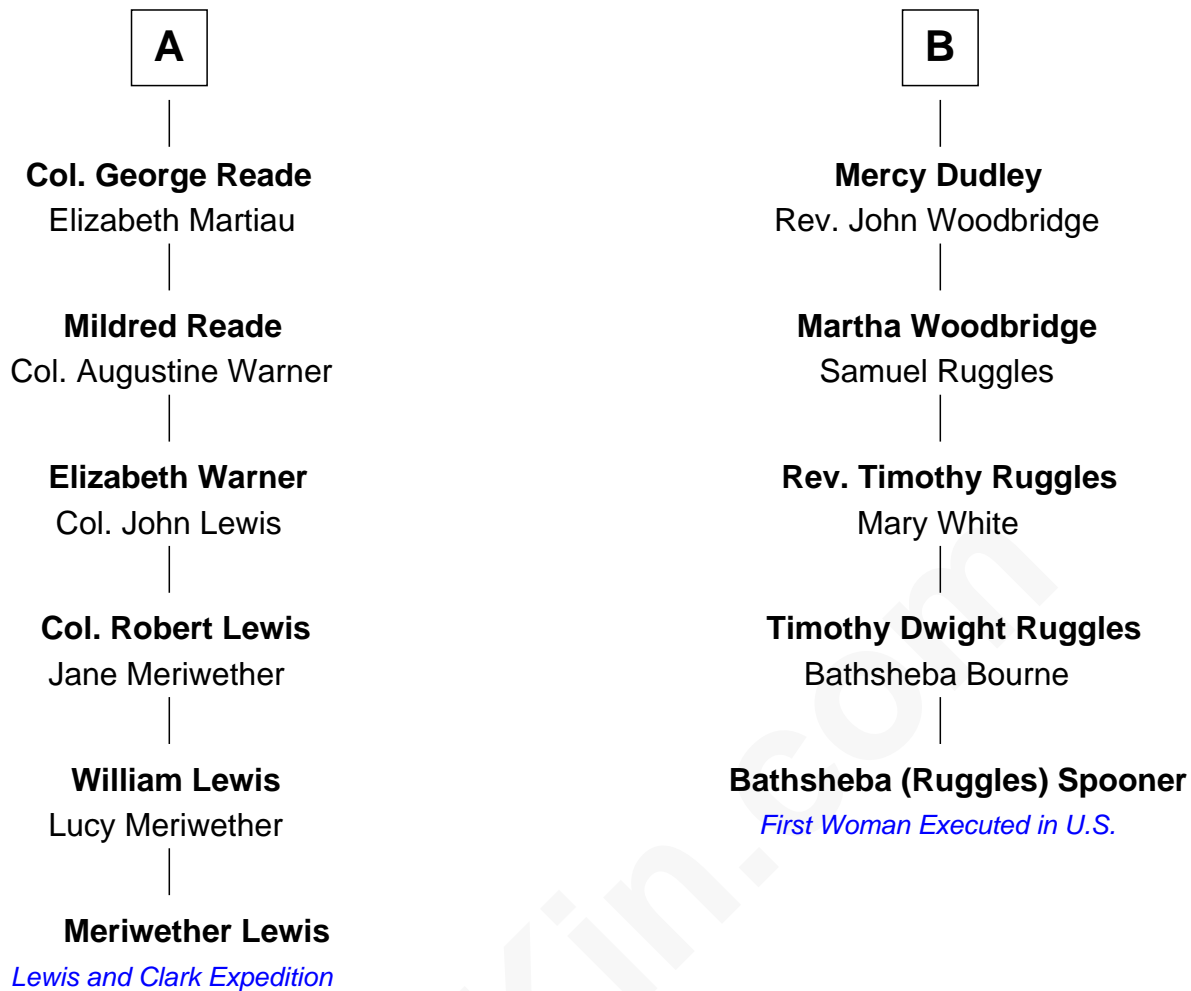 A
Col. George Reade
Elizabeth Martiau
Mildred Reade
Col. Augustine Warner
Elizabeth Warner
Col. John Lewis
Col. Robert Lewis
Jane Meriwether
William Lewis
Lucy Meriwether
Meriwether Lewis
Lewis and Clark Expedition
B
Mercy Dudley
Rev. John Woodbridge
Martha Woodbridge
Samuel Ruggles
Rev. Timothy Ruggles
Mary White
Timothy Dwight Ruggles
Bathsheba Bourne
Bathsheba (Ruggles) Spooner
First Woman Executed in U.S.